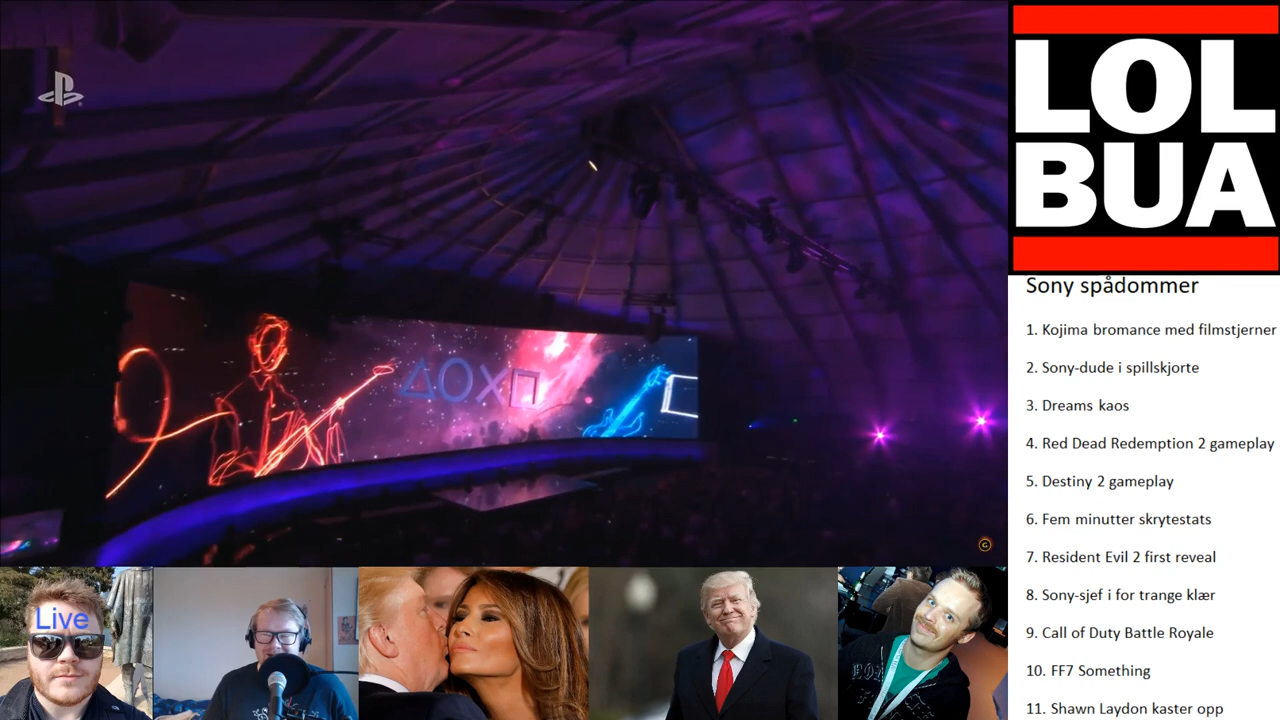 LOL
BUA
Sony spådommer
1. Kojima bromance med filmstjerner
2. Sony-dude i spillskjorte
3. Dreams kaos
4. Red Dead Redemption 2 gameplay
5. Destiny 2 gameplay
6. Fem minutter skrytestats
7. Resident Evil 2 first reveal
8. Sony-sjef i for trange klær
9. Call of Duty Battle Royale
10. FF7 Something
11. Shawn Laydon kaster opp
Live